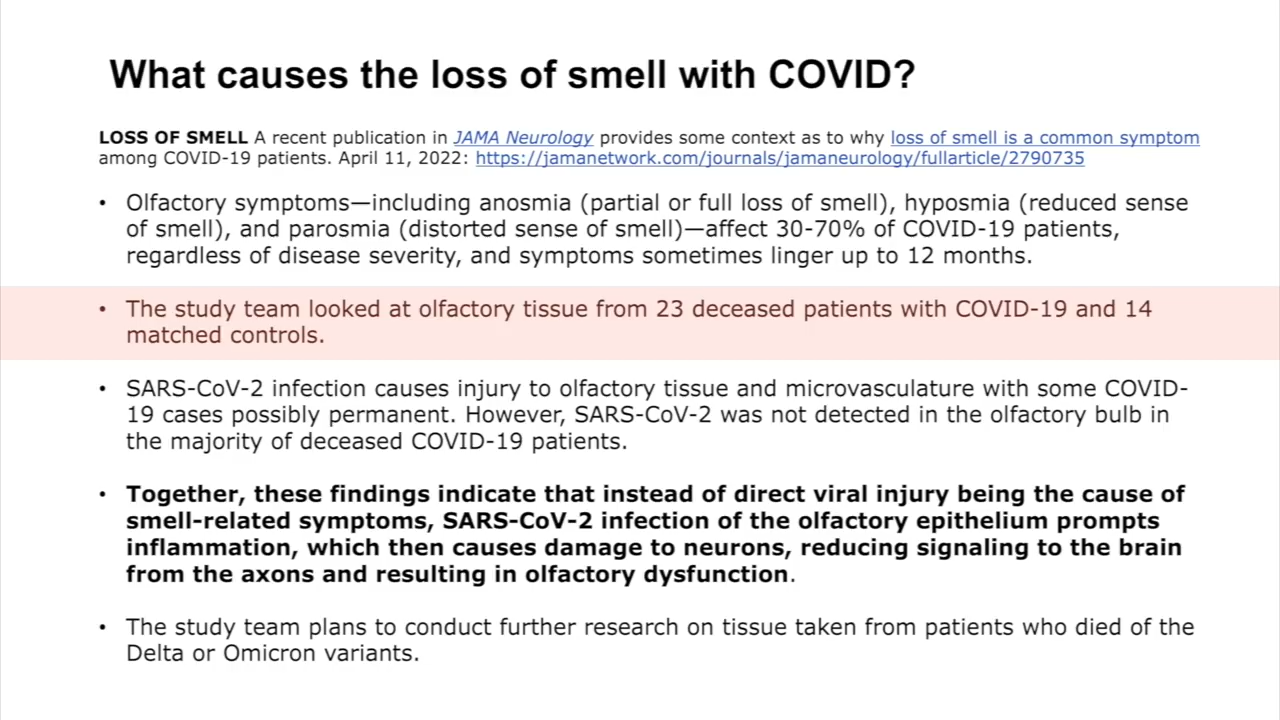 What causes the loss of smell with COVID?
LOSS OF SMELL A recent publication in JAMA Neurology provides some context as to why loss of smell is a common symptom
among COVID-19 patients. April 11, 2022: https://jamanetwork.com/journals/jamaneurology/fullarticle/2790735
• Olfactory symptoms—including anosmia (partial or full loss of smell), hyposmia (reduced sense
of smell), and parosmia (distorted sense of smell)—affect 30-70% of COVID-19 patients,
regardless of disease severity, and symptoms sometimes linger up to 12 months.
• The study team looked at olfactory tissue from 23 deceased patients with COVID-19 and 14
matched controls.
• SARS-CoV-2 infection causes injury to olfactory tissue and microvasculature with some COVID-
19 cases possibly permanent. However, SARS-CoV-2 was not detected in the olfactory bulb in
the majority of deceased COVID-19 patients.
• Together, these findings indicate that instead of direct viral injury being the cause of
smell-related symptoms, SARS-CoV-2 infection of the olfactory epithelium prompts
inflammation, which then causes damage to neurons, reducing signaling to the brain
from the axons and resulting in olfactory dysfunction.
• The study team plans to conduct further research on tissue taken from patients who died of the
Delta or Omicron variants.